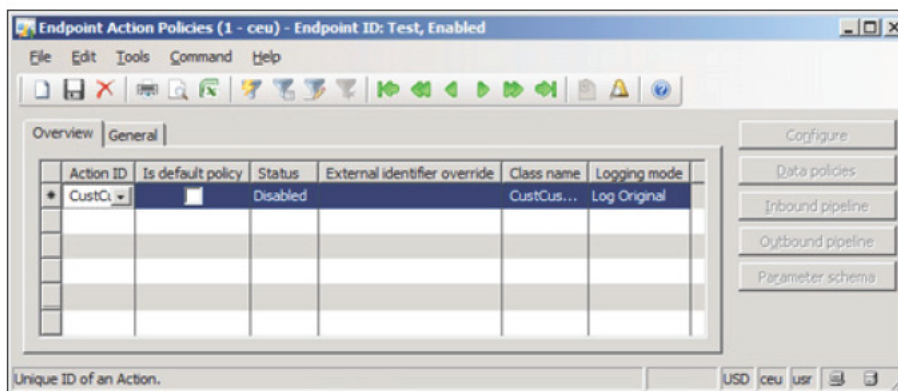 Endpoint Action Policies (1 - ceu) - Endpoint ID: Test, Enabled
File Edit Tools Command Help
Overview General
Configure
Data policies
Inbound pipeline
Outbound pipeline
Parameter schema
Action ID Is default policy Status External identifier override Class name Logging mode
CustCu Disabled CustCus... Log Original
Unique ID of an Action. USD ceu usr